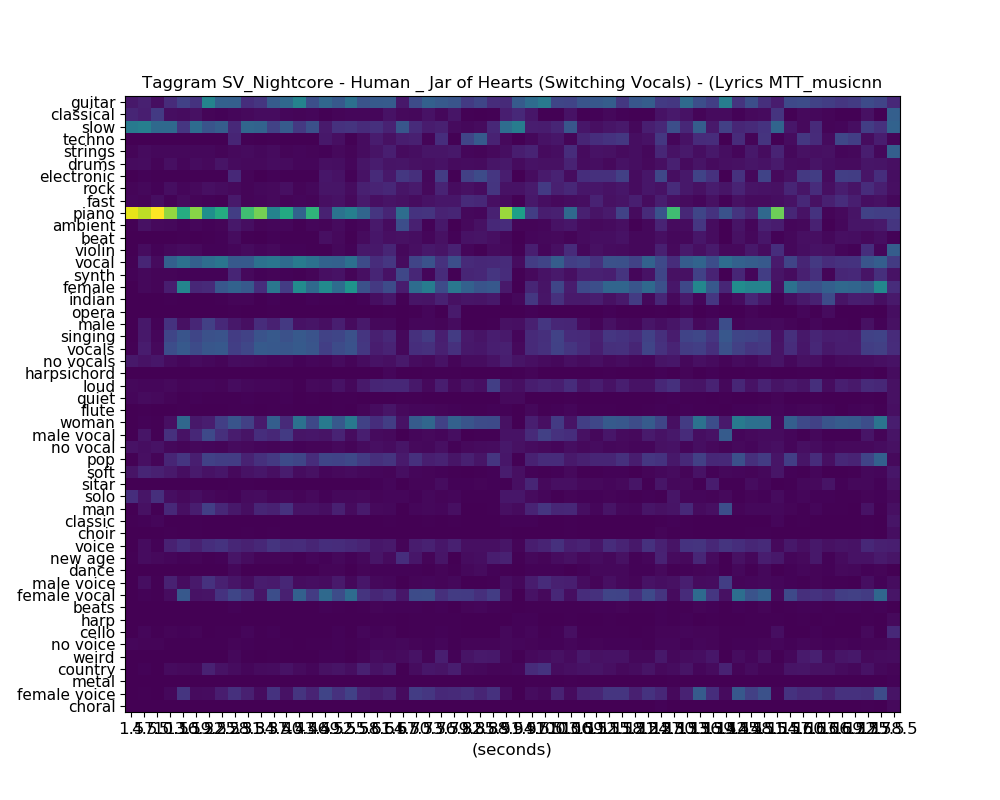 Taggram SV_Nightcore - Human _ Jar of Hearts (Switching Vocals) - (Lyrics MTT_musicnn
guitar
classical
slow
techno
strings
drums
electronic
rock
fast
piano
ambient
beat
violin
vocal
synth
female
indian
opera
male
singing
vocals
no vocals
harpsichord
loud
quiet
flute
woman
male vocal
no vocal
pop
soft
sitar
solo
man
classic
choir
voice
new age
dance
male voice
female vocal
beats
harp
cello
no voice
weird
country
metal
female voice
choral
(seconds)